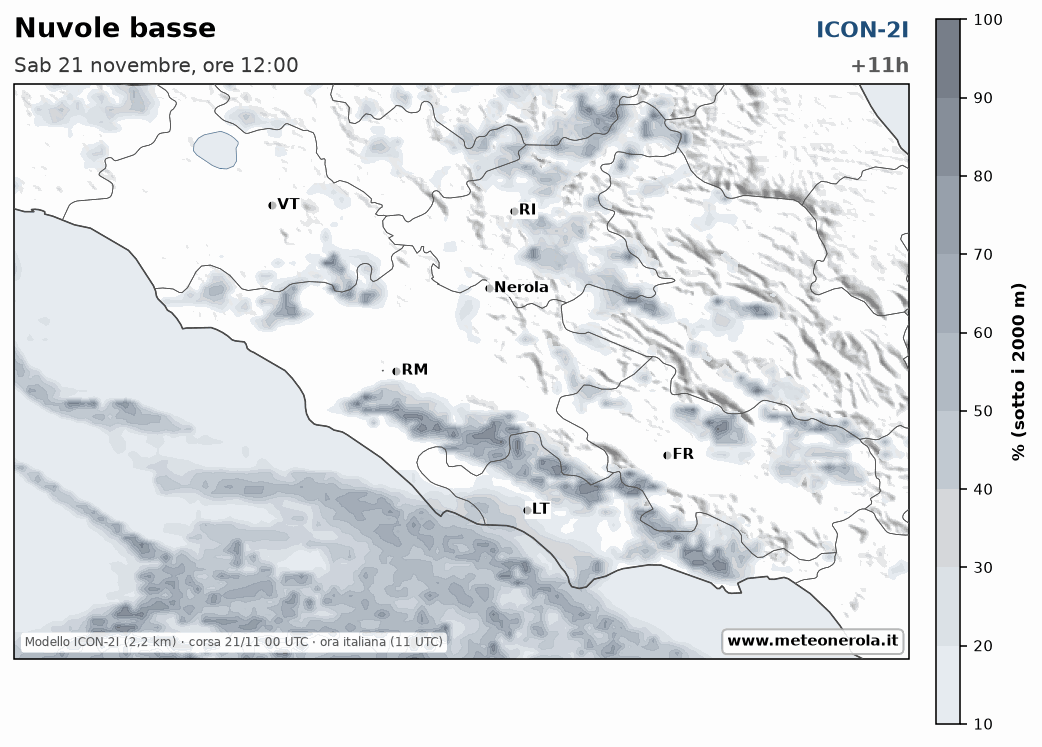 Nuvole basse
ICON-2I
Sab 21 novembre, ore 12:00
+11h
VT
RI
Nerola
RM
FR
LT
Modello ICON-2I (2,2 km) · corsa 21/11 00 UTC · ora italiana (11 UTC)
www.meteonerola.it
100
90
80
70
60
50
40
30
20
10
% (sotto i 2000 m)